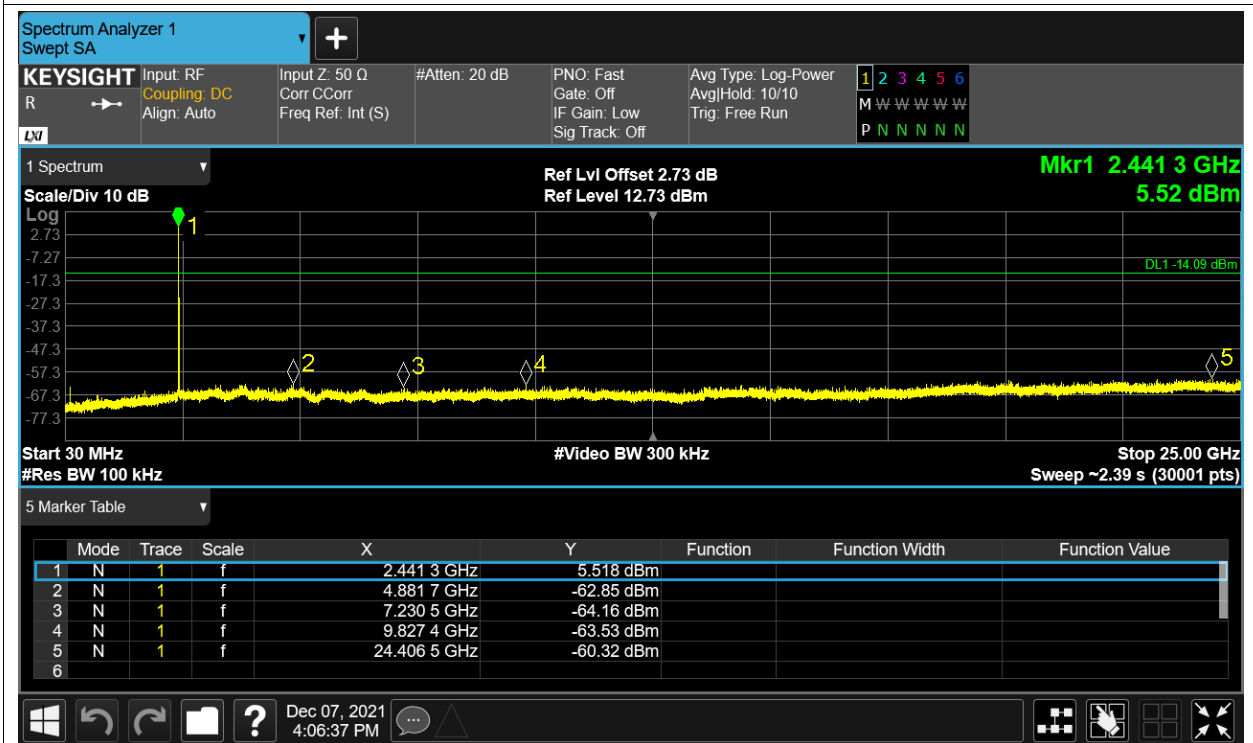 Spectrum Analyzer 1
Swept SA
KEYSIGHT
R
LXI
Input: RF
Coupling: DC
Align: Auto
Input Z: 50 Ω
Corr CCorr
Freq Ref: Int (S)
#Atten: 20 dB
PNO: Fast
Gate: Off
IF Gain: Low
Sig Track: Off
Avg Type: Log-Power
Avg|Hold: 10/10
Trig: Free Run
1 2 3 4 5 6
M W W W W W
P N N N N N
1 Spectrum
Scale/Div 10 dB
Ref Lvl Offset 2.73 dB
Ref Level 12.73 dBm
Mkr1 2.441 3 GHz
5.52 dBm
Log
2.73
-7.27
-17.3
-27.3
-37.3
-47.3
-57.3
-67.3
-77.3
1
2
3
4
5
DL1 -14.09 dBm
Start 30 MHz
#Video BW 300 kHz
Stop 25.00 GHz
#Res BW 100 kHz
Sweep ~2.39 s (30001 pts)
5 Marker Table
Mode Trace Scale X Y Function Function Width Function Value
1 N 1 f 2.441 3 GHz 5.518 dBm
2 N 1 f 4.881 7 GHz -62.85 dBm
3 N 1 f 7.230 5 GHz -64.16 dBm
4 N 1 f 9.827 4 GHz -63.53 dBm
5 N 1 f 24.406 5 GHz -60.32 dBm
6
?
Dec 07, 2021
4:06:37 PM